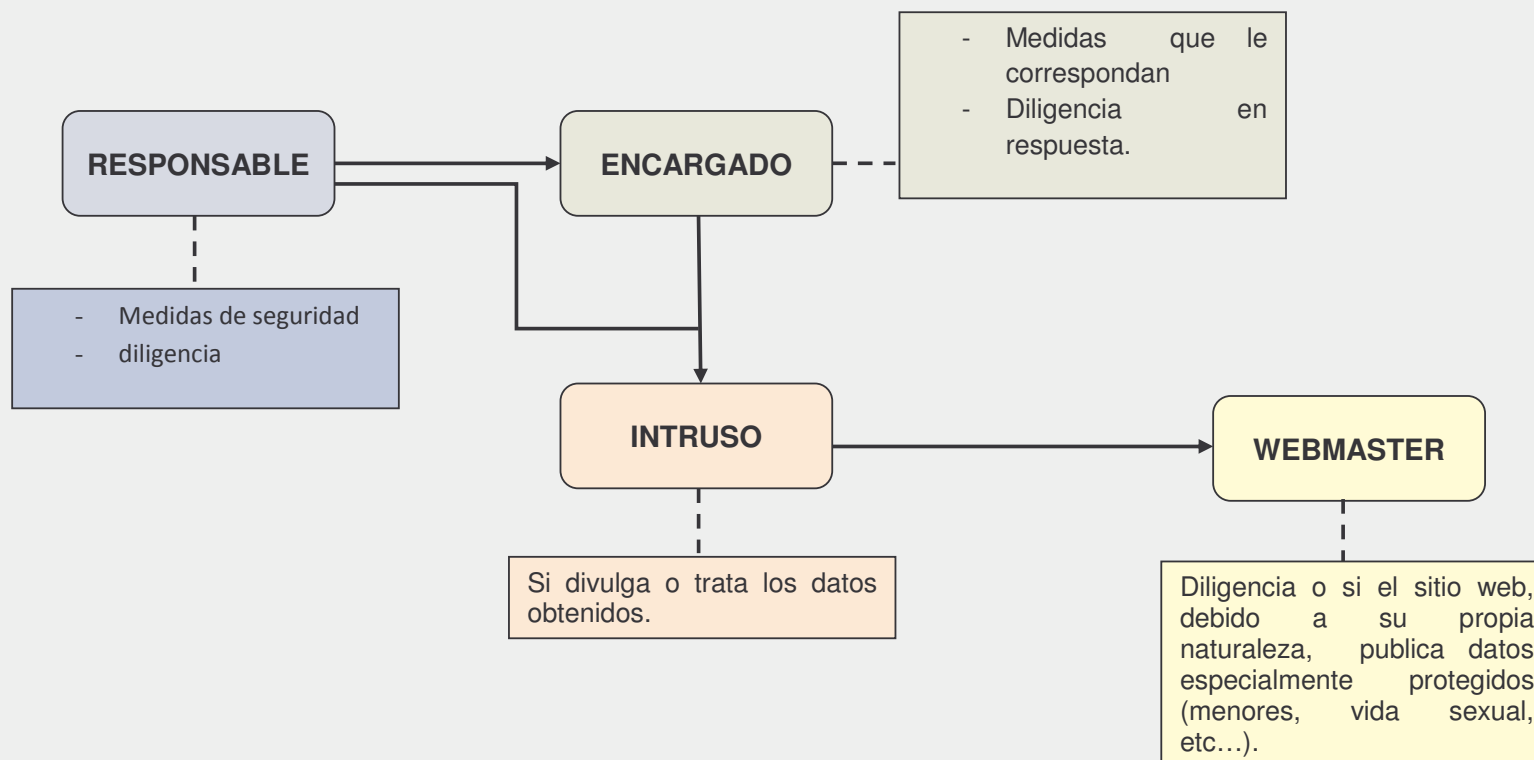 - Medidas que le
correspondan
- Diligencia en
respuesta.
RESPONSABLE
ENCARGADO
- Medidas de seguridad
- diligencia
INTRUSO
WEBMASTER
Si divulga o trata los datos
obtenidos.
Diligencia o si el sitio web,
debido a su propia
naturaleza, publica datos
especialmente protegidos
(menores, vida sexual,
etc…).